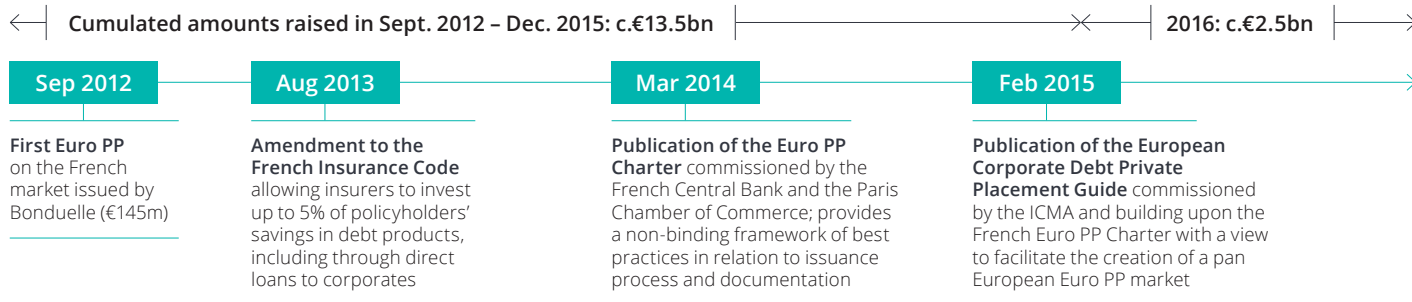 Cumulated amounts raised in Sept. 2012 – Dec. 2015: c.€13.5bn
2016: c.€2.5bn
Sep 2012
First Euro PP
on the French
market issued by
Bonduelle (€145m)
Aug 2013
Amendment to the
French Insurance Code
allowing insurers to invest
up to 5% of policyholders’
savings in debt products,
including through direct
loans to corporates
Mar 2014
Publication of the Euro PP
Charter commissioned by the
French Central Bank and the Paris
Chamber of Commerce; provides
a non-binding framework of best
practices in relation to issuance
process and documentation
Feb 2015
Publication of the European
Corporate Debt Private
Placement Guide commissioned
by the ICMA and building upon the
French Euro PP Charter with a view
to facilitate the creation of a pan
European Euro PP market